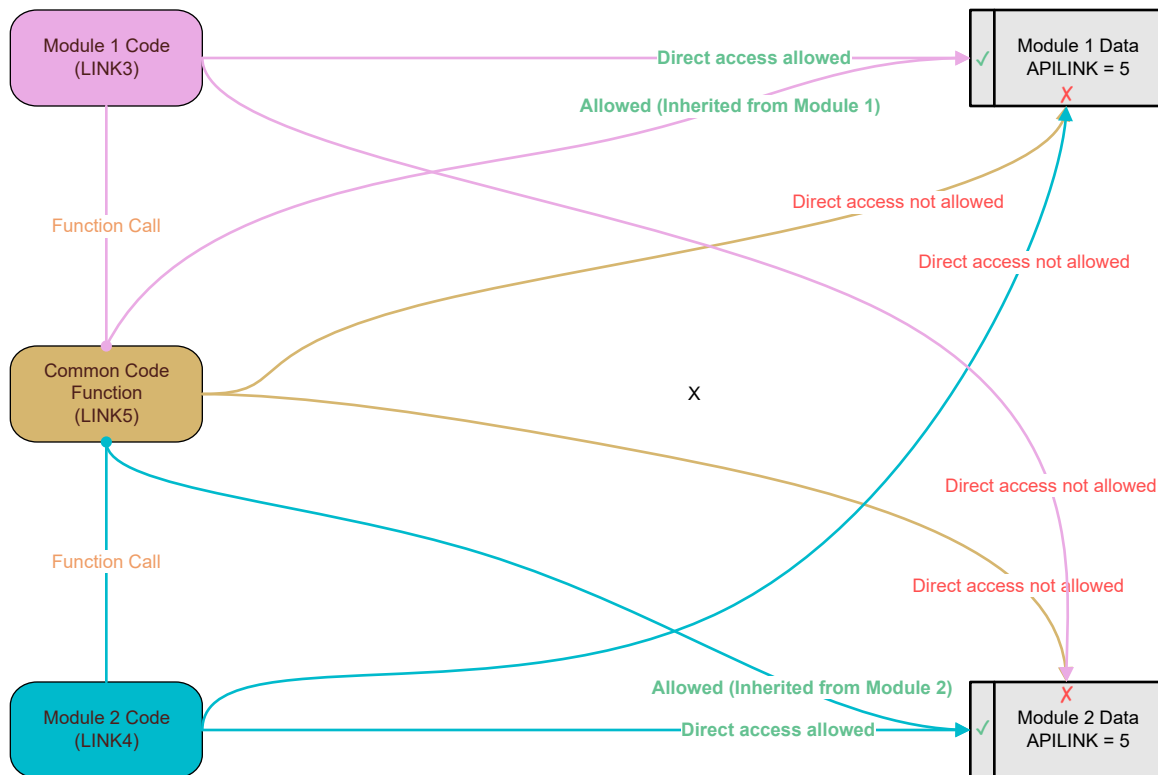 Module 1 Code
(LINK3)
Direct access allowed
✓
Module 1 Data
APILINK = 5
✗
Allowed (Inherited from Module 1)
Direct access not allowed
Function Call
Direct access not allowed
Common Code
Function
(LINK5)
X
Direct access not allowed
Function Call
Direct access not allowed
Allowed (Inherited from Module 2)
✗
Module 2 Code
(LINK4)
Direct access allowed
✓
Module 2 Data
APILINK = 5